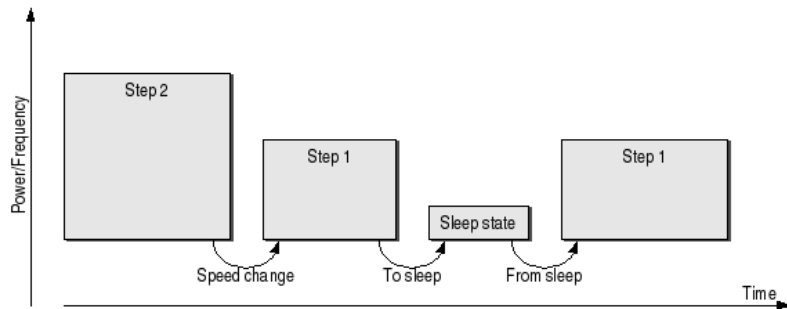 Power/Frequency
Step 2
Step 1
Sleep state
Step 1
Speed change
To sleep
From sleep
Time